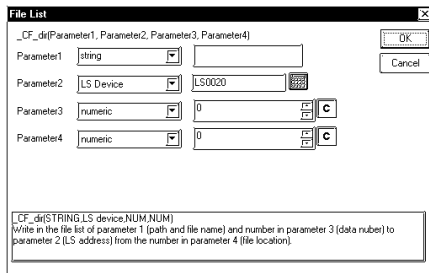 File List
_CF_dir(Parameter1, Parameter2, Parameter3, Parameter4)
OK
Parameter1 string
Cancel
Parameter2 LS Device LS0020
Parameter3 numeric 0 C
Parameter4 numeric 0 C
_CF_dir(STRING,LS device,NUM,NUM)
Write in the file list of parameter 1 (path and file name) and number in parameter 3 (data nuber) to
parameter 2 (LS address) from the number in parameter 4 (file location).